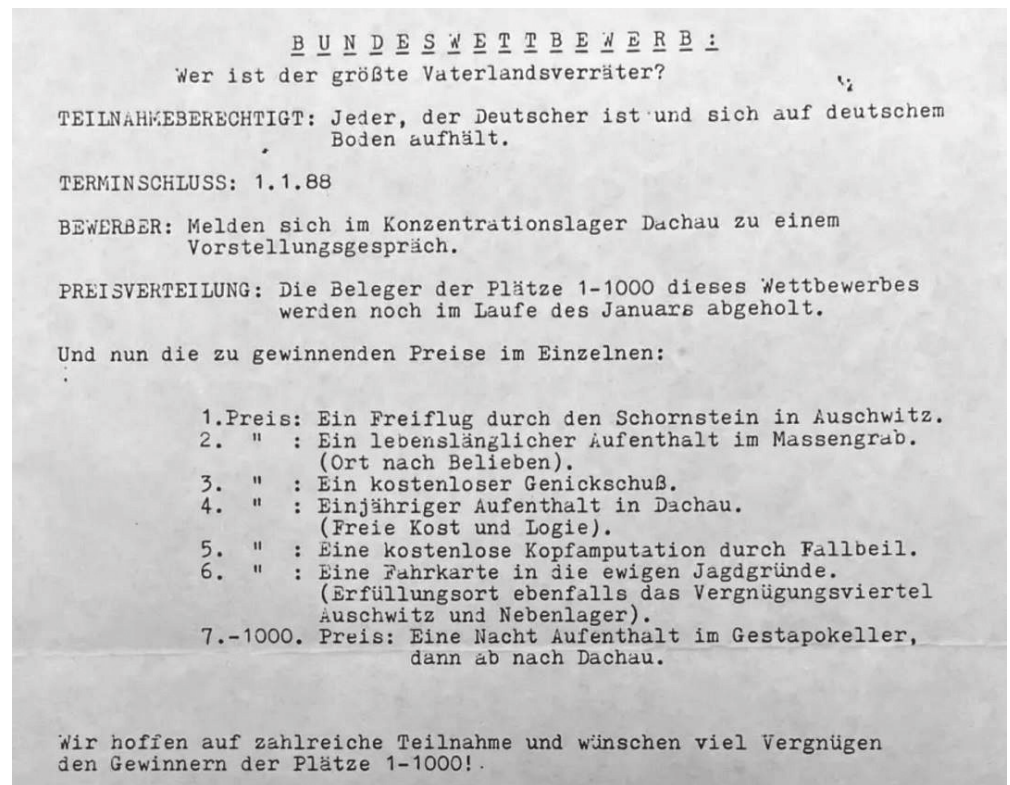 BUNDESWETTBEWERB:
Wer ist der größte Vaterlandsverräter?
TEILNAHMEBERECHTIGT: Jeder, der Deutscher ist und sich auf deutschem
Boden aufhält.
TERMINSCHLUSS: 1.1.88
BEWERBER: Melden sich im Konzentrationslager Dachau zu einem
Vorstellungsgespräch.
PREISVERTEILUNG: Die Beleger der Plätze 1-1000 dieses Wettbewerbes
werden noch im Laufe des Januars abgeholt.
Und nun die zu gewinnenden Preise im Einzelnen:
1.Preis: Ein Freiflug durch den Schornstein in Auschwitz.
2. " : Ein lebenslänglicher Aufenthalt im Massengrab.
(Ort nach Belieben).
3. " : Ein kostenloser Genickschuß.
4. " : Einjähriger Aufenthalt in Dachau.
(Freie Kost und Logie).
5. " : Eine kostenlose Kopfamputation durch Fallbeil.
6. " : Eine Fahrkarte in die ewigen Jagdgründe.
(Erfüllungsort ebenfalls das Vergnügungsviertel
Auschwitz und Nebenlager).
7.-1000. Preis: Eine Nacht Aufenthalt im Gestapokeller,
dann ab nach Dachau.
Wir hoffen auf zahlreiche Teilnahme und wünschen viel Vergnügen
den Gewinnern der Plätze 1-1000!